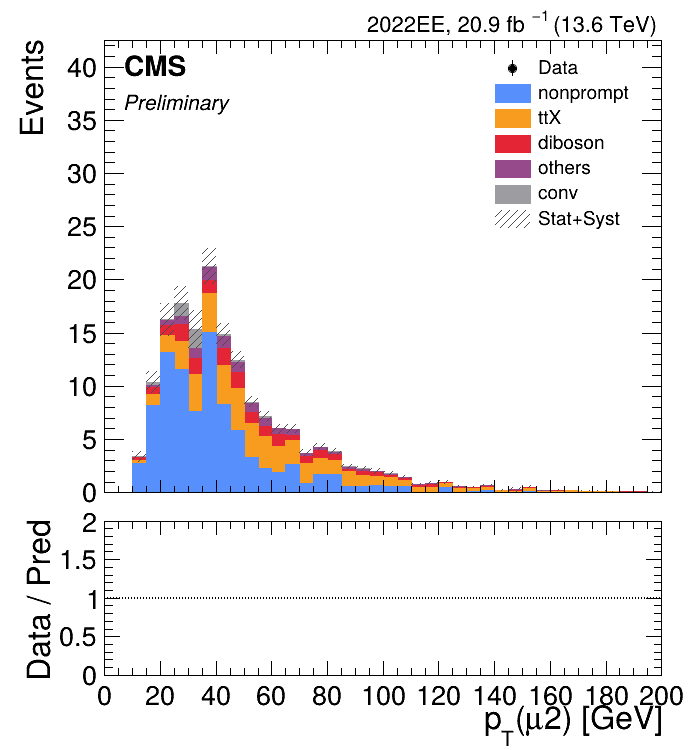 2022EE, 20.9 fb⁻¹ (13.6 TeV)
CMS
Preliminary
Events
40
35
30
25
20
15
10
5
0
Data
nonprompt
ttX
diboson
others
conv
Stat+Syst
Data / Pred
2
1.5
1
0.5
0
0 20 40 60 80 100 120 140 160 180 200
p_T(μ2) [GeV]